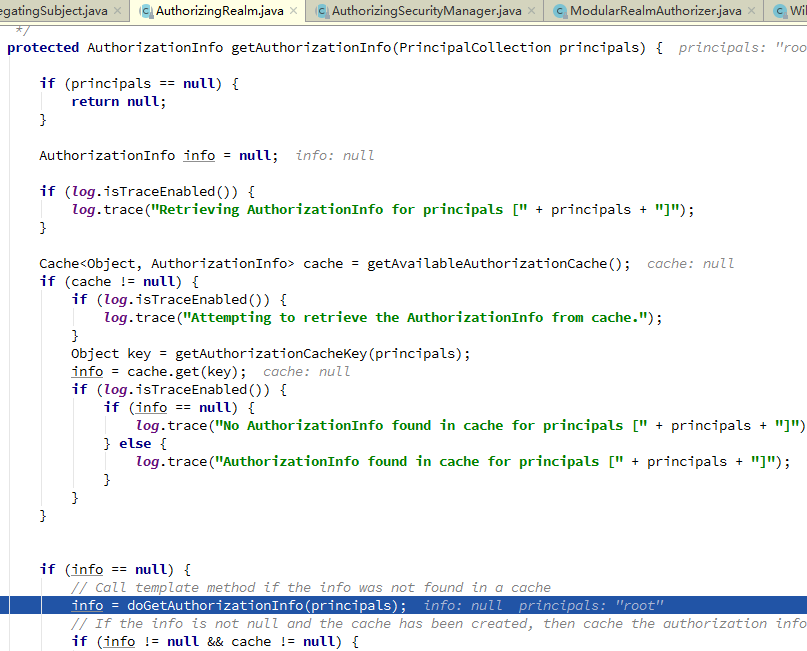 egatingSubject.java × AuthorizingRealm.java × AuthorizingSecurityManager.java × ModularRealmAuthorizer.java × Wil
*/
protected AuthorizationInfo getAuthorizationInfo(PrincipalCollection principals) { principals: "roo
if (principals == null) {
return null;
}
AuthorizationInfo info = null; info: null
if (log.isTraceEnabled()) {
log.trace("Retrieving AuthorizationInfo for principals [" + principals + "]");
}
Cache<Object, AuthorizationInfo> cache = getAvailableAuthorizationCache(); cache: null
if (cache != null) {
if (log.isTraceEnabled()) {
log.trace("Attempting to retrieve the AuthorizationInfo from cache.");
}
Object key = getAuthorizationCacheKey(principals);
info = cache.get(key); cache: null
if (log.isTraceEnabled()) {
if (info == null) {
log.trace("No AuthorizationInfo found in cache for principals [" + principals + "]")
} else {
log.trace("AuthorizationInfo found in cache for principals [" + principals + "]");
}
}
}
if (info == null) {
// Call template method if the info was not found in a cache
info = doGetAuthorizationInfo(principals); info: null principals: "root"
// If the info is not null and the cache has been created, then cache the authorization info
if (info != null && cache != null) {